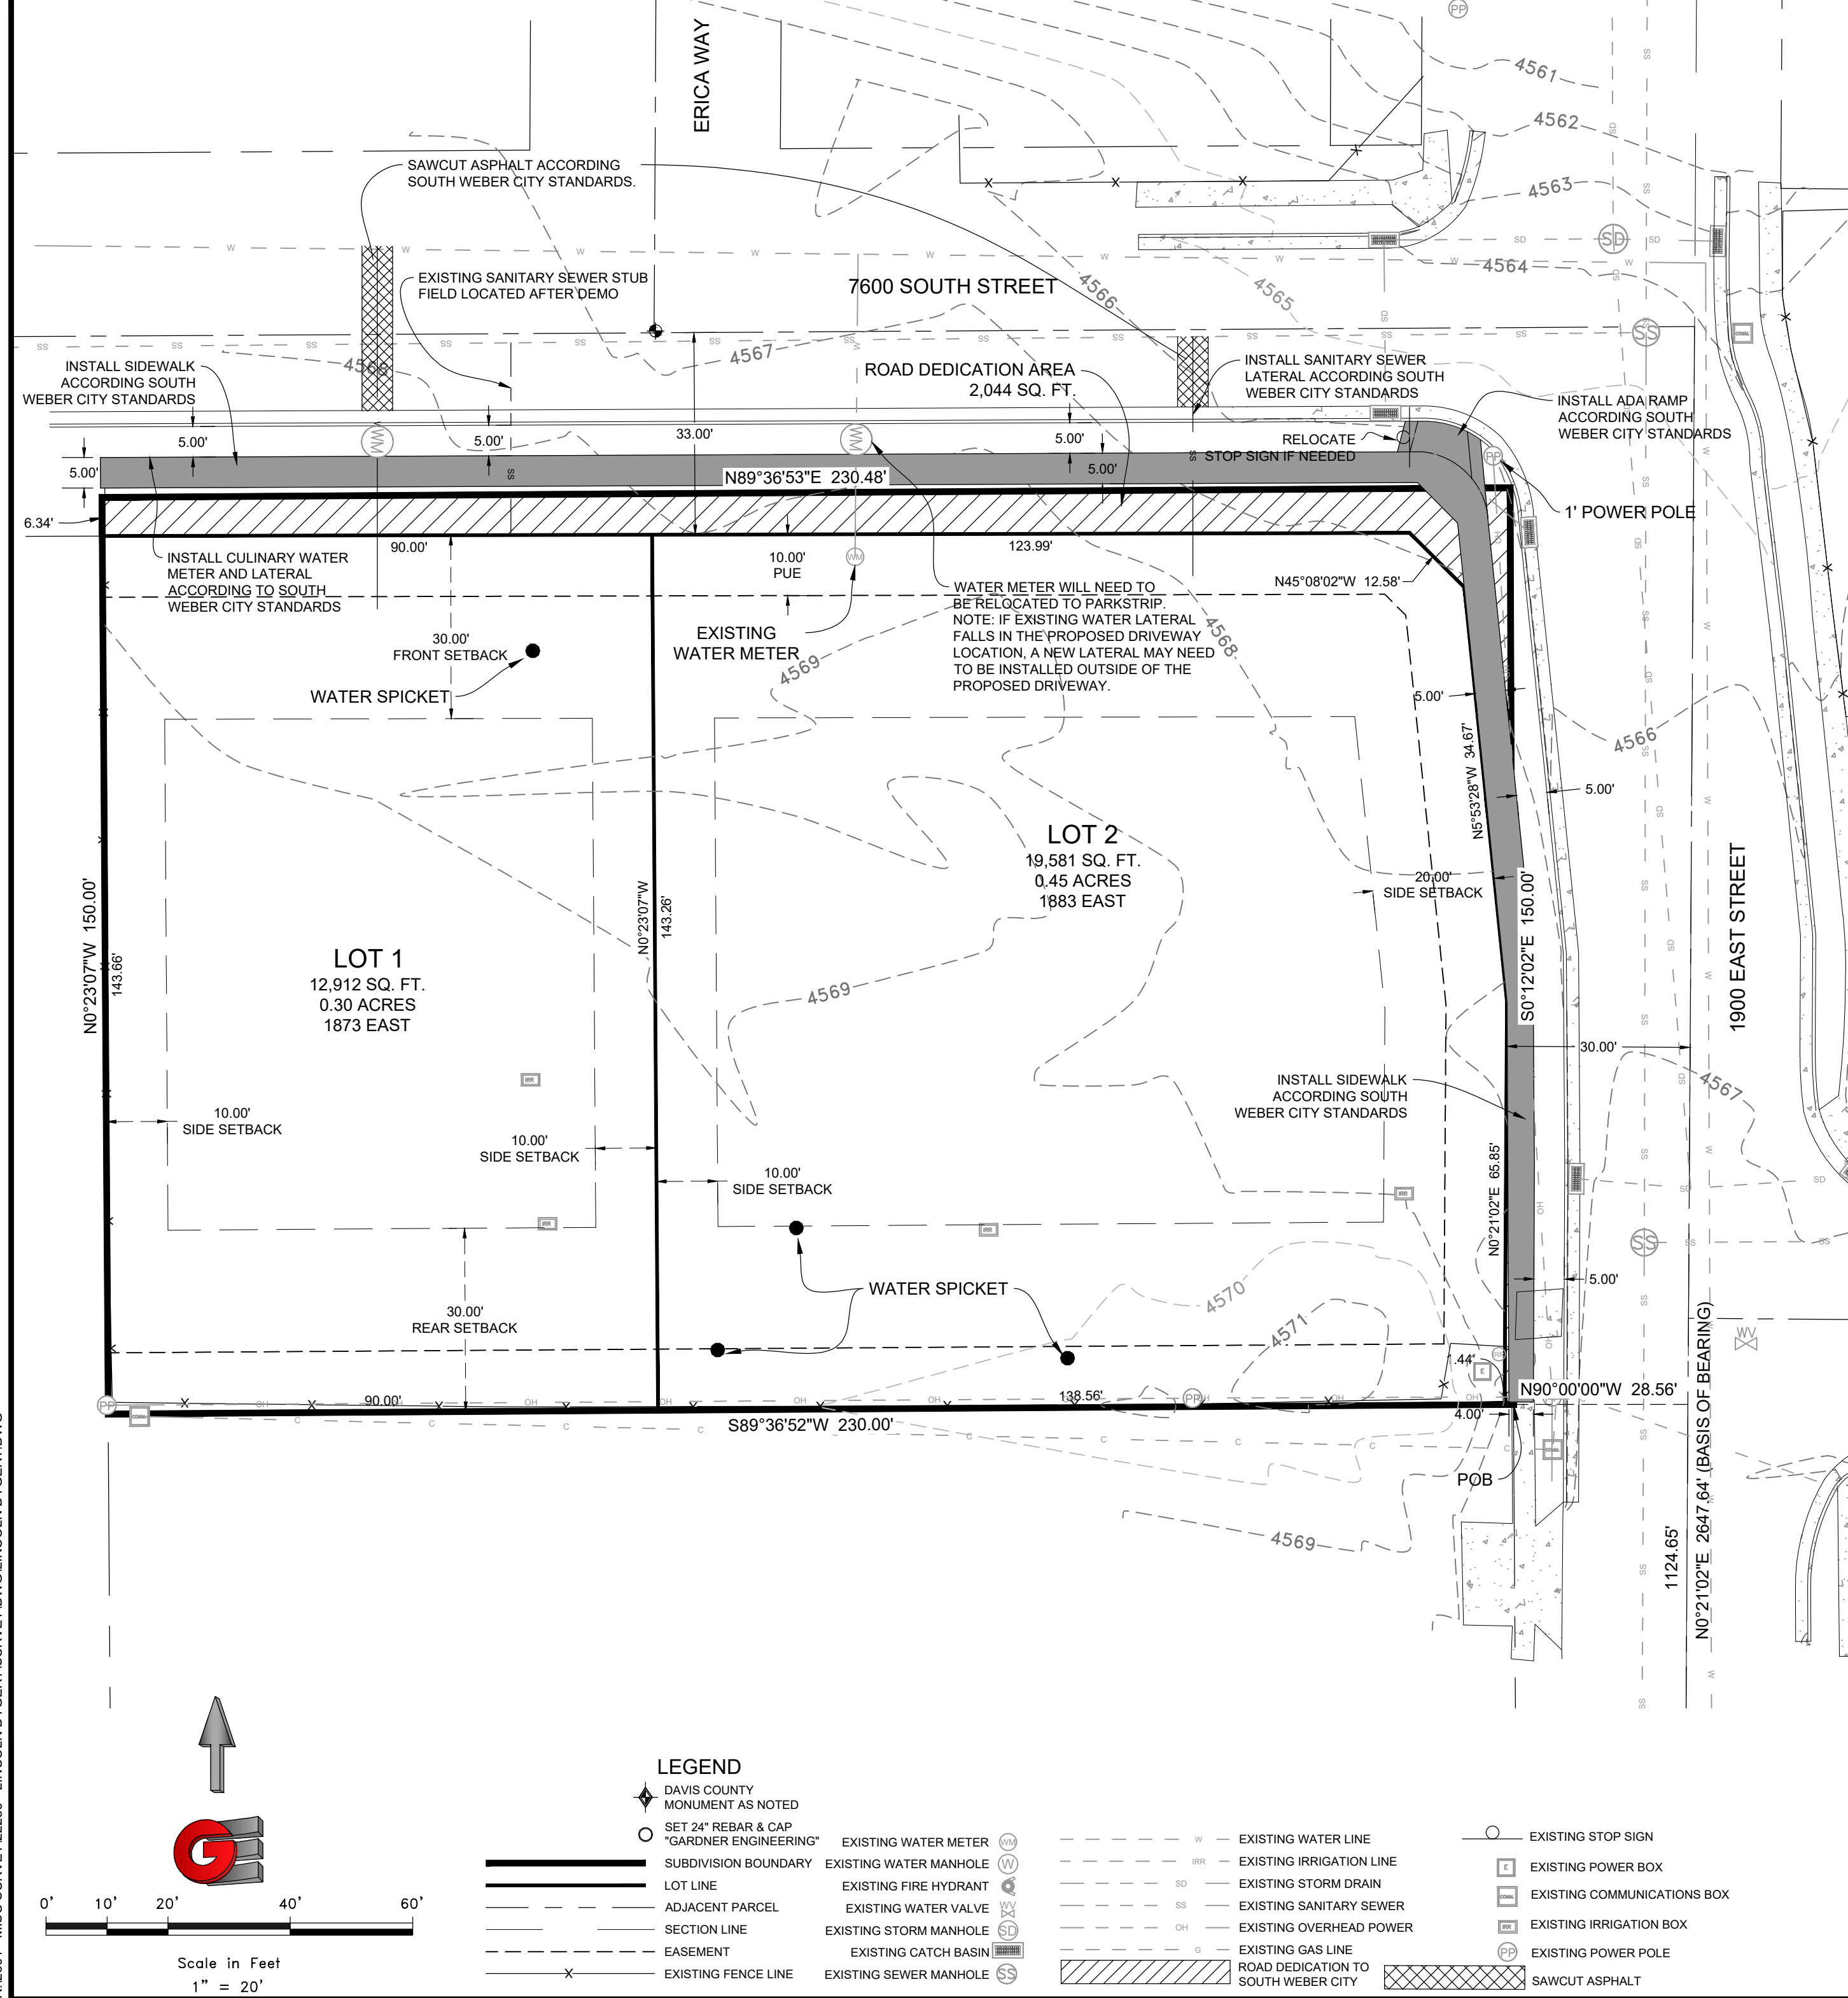 ERICA WAY
PP
4561
4562
4563
4564
4565
4566
4567
4568
SAWCUT ASPHALT ACCORDING
SOUTH WEBER CITY STANDARDS.
EXISTING SANITARY SEWER STUB
FIELD LOCATED AFTER DEMO
7600 SOUTH STREET
INSTALL SIDEWALK
ACCORDING SOUTH
WEBER CITY STANDARDS
ROAD DEDICATION AREA
2,044 SQ. FT.
INSTALL SANITARY SEWER
LATERAL ACCORDING SOUTH
WEBER CITY STANDARDS
INSTALL ADA RAMP
ACCORDING SOUTH
WEBER CITY STANDARDS
RELOCATE
STOP SIGN IF NEEDED
5.00'
5.00'
33.00'
5.00'
5.00'
5.00'
N89°36'53"E 230.48'
1' POWER POLE
6.34'
90.00'
123.99'
10.00'
PUE
N45°08'02"W 12.58'
INSTALL CULINARY WATER
METER AND LATERAL
ACCORDING TO SOUTH
WEBER CITY STANDARDS
WATER METER WILL NEED TO
BE RELOCATED TO PARKSTRIP.
NOTE: IF EXISTING WATER LATERAL
FALLS IN THE PROPOSED DRIVEWAY
LOCATION, A NEW LATERAL MAY NEED
TO BE INSTALLED OUTSIDE OF THE
PROPOSED DRIVEWAY.
EXISTING
WATER METER
30.00'
FRONT SETBACK
WATER SPICKET
4569
4568
5.00'
N5°53'28"W 34.67'
4566
5.00'
LOT 2
19,581 SQ. FT.
0.45 ACRES
1883 EAST
20.00'
SIDE SETBACK
N0°23'07"W 150.00'
143.66'
N0°23'07"W
143.26'
S0°12'02"E 150.00'
1900 EAST STREET
LOT 1
12,912 SQ. FT.
0.30 ACRES
1873 EAST
4569
30.00'
4567
INSTALL SIDEWALK
ACCORDING SOUTH
WEBER CITY STANDARDS
10.00'
SIDE SETBACK
10.00'
SIDE SETBACK
10.00'
SIDE SETBACK
N0°21'02"E 65.85'
WATER SPICKET
4570
4571
5.00'
30.00'
REAR SETBACK
1.44'
90.00'
138.56'
N90°00'00"W 28.56'
4.00'
S89°36'52"W 230.00'
POB
4569
1124.65'
N0°21'02"E 2647.64' (BASIS OF BEARING)
WV
LEGEND
DAVIS COUNTY
MONUMENT AS NOTED
SET 24" REBAR & CAP
"GARDNER ENGINEERING"
SUBDIVISION BOUNDARY
LOT LINE
ADJACENT PARCEL
SECTION LINE
EASEMENT
EXISTING FENCE LINE
EXISTING WATER METER WM
EXISTING WATER MANHOLE W
EXISTING FIRE HYDRANT
EXISTING WATER VALVE WV
EXISTING STORM MANHOLE SD
EXISTING CATCH BASIN
EXISTING SEWER MANHOLE SS
W EXISTING WATER LINE
IRR EXISTING IRRIGATION LINE
SD EXISTING STORM DRAIN
SS EXISTING SANITARY SEWER
OH EXISTING OVERHEAD POWER
G EXISTING GAS LINE
ROAD DEDICATION TO
SOUTH WEBER CITY
EXISTING STOP SIGN
E EXISTING POWER BOX
EXISTING COMMUNICATIONS BOX
IRR EXISTING IRRIGATION BOX
PP EXISTING POWER POLE
SAWCUT ASPHALT
GE
0' 10' 20' 40' 60'
Scale in Feet
1" = 20'